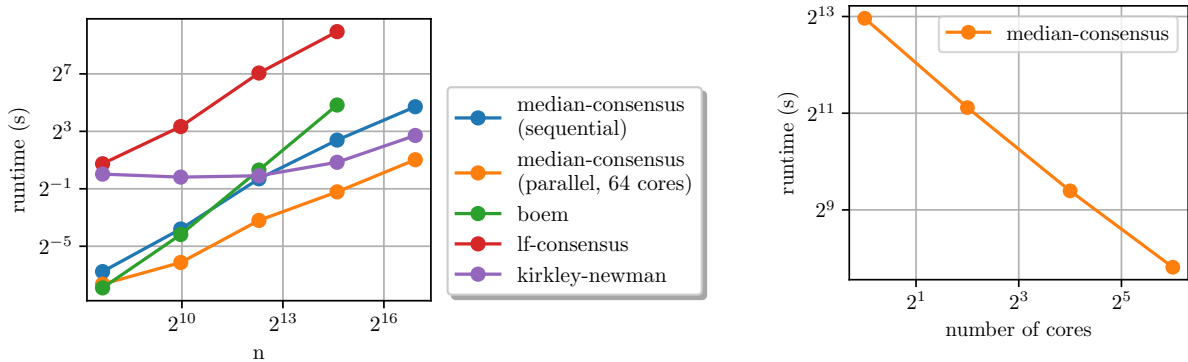 runtime (s)
2^7
2^3
2^−1
2^−5
2^10
2^13
2^16
n
median-consensus
(sequential)
median-consensus
(parallel, 64 cores)
boem
lf-consensus
kirkley-newman
runtime (s)
2^13
2^11
2^9
median-consensus
2^1
2^3
2^5
number of cores